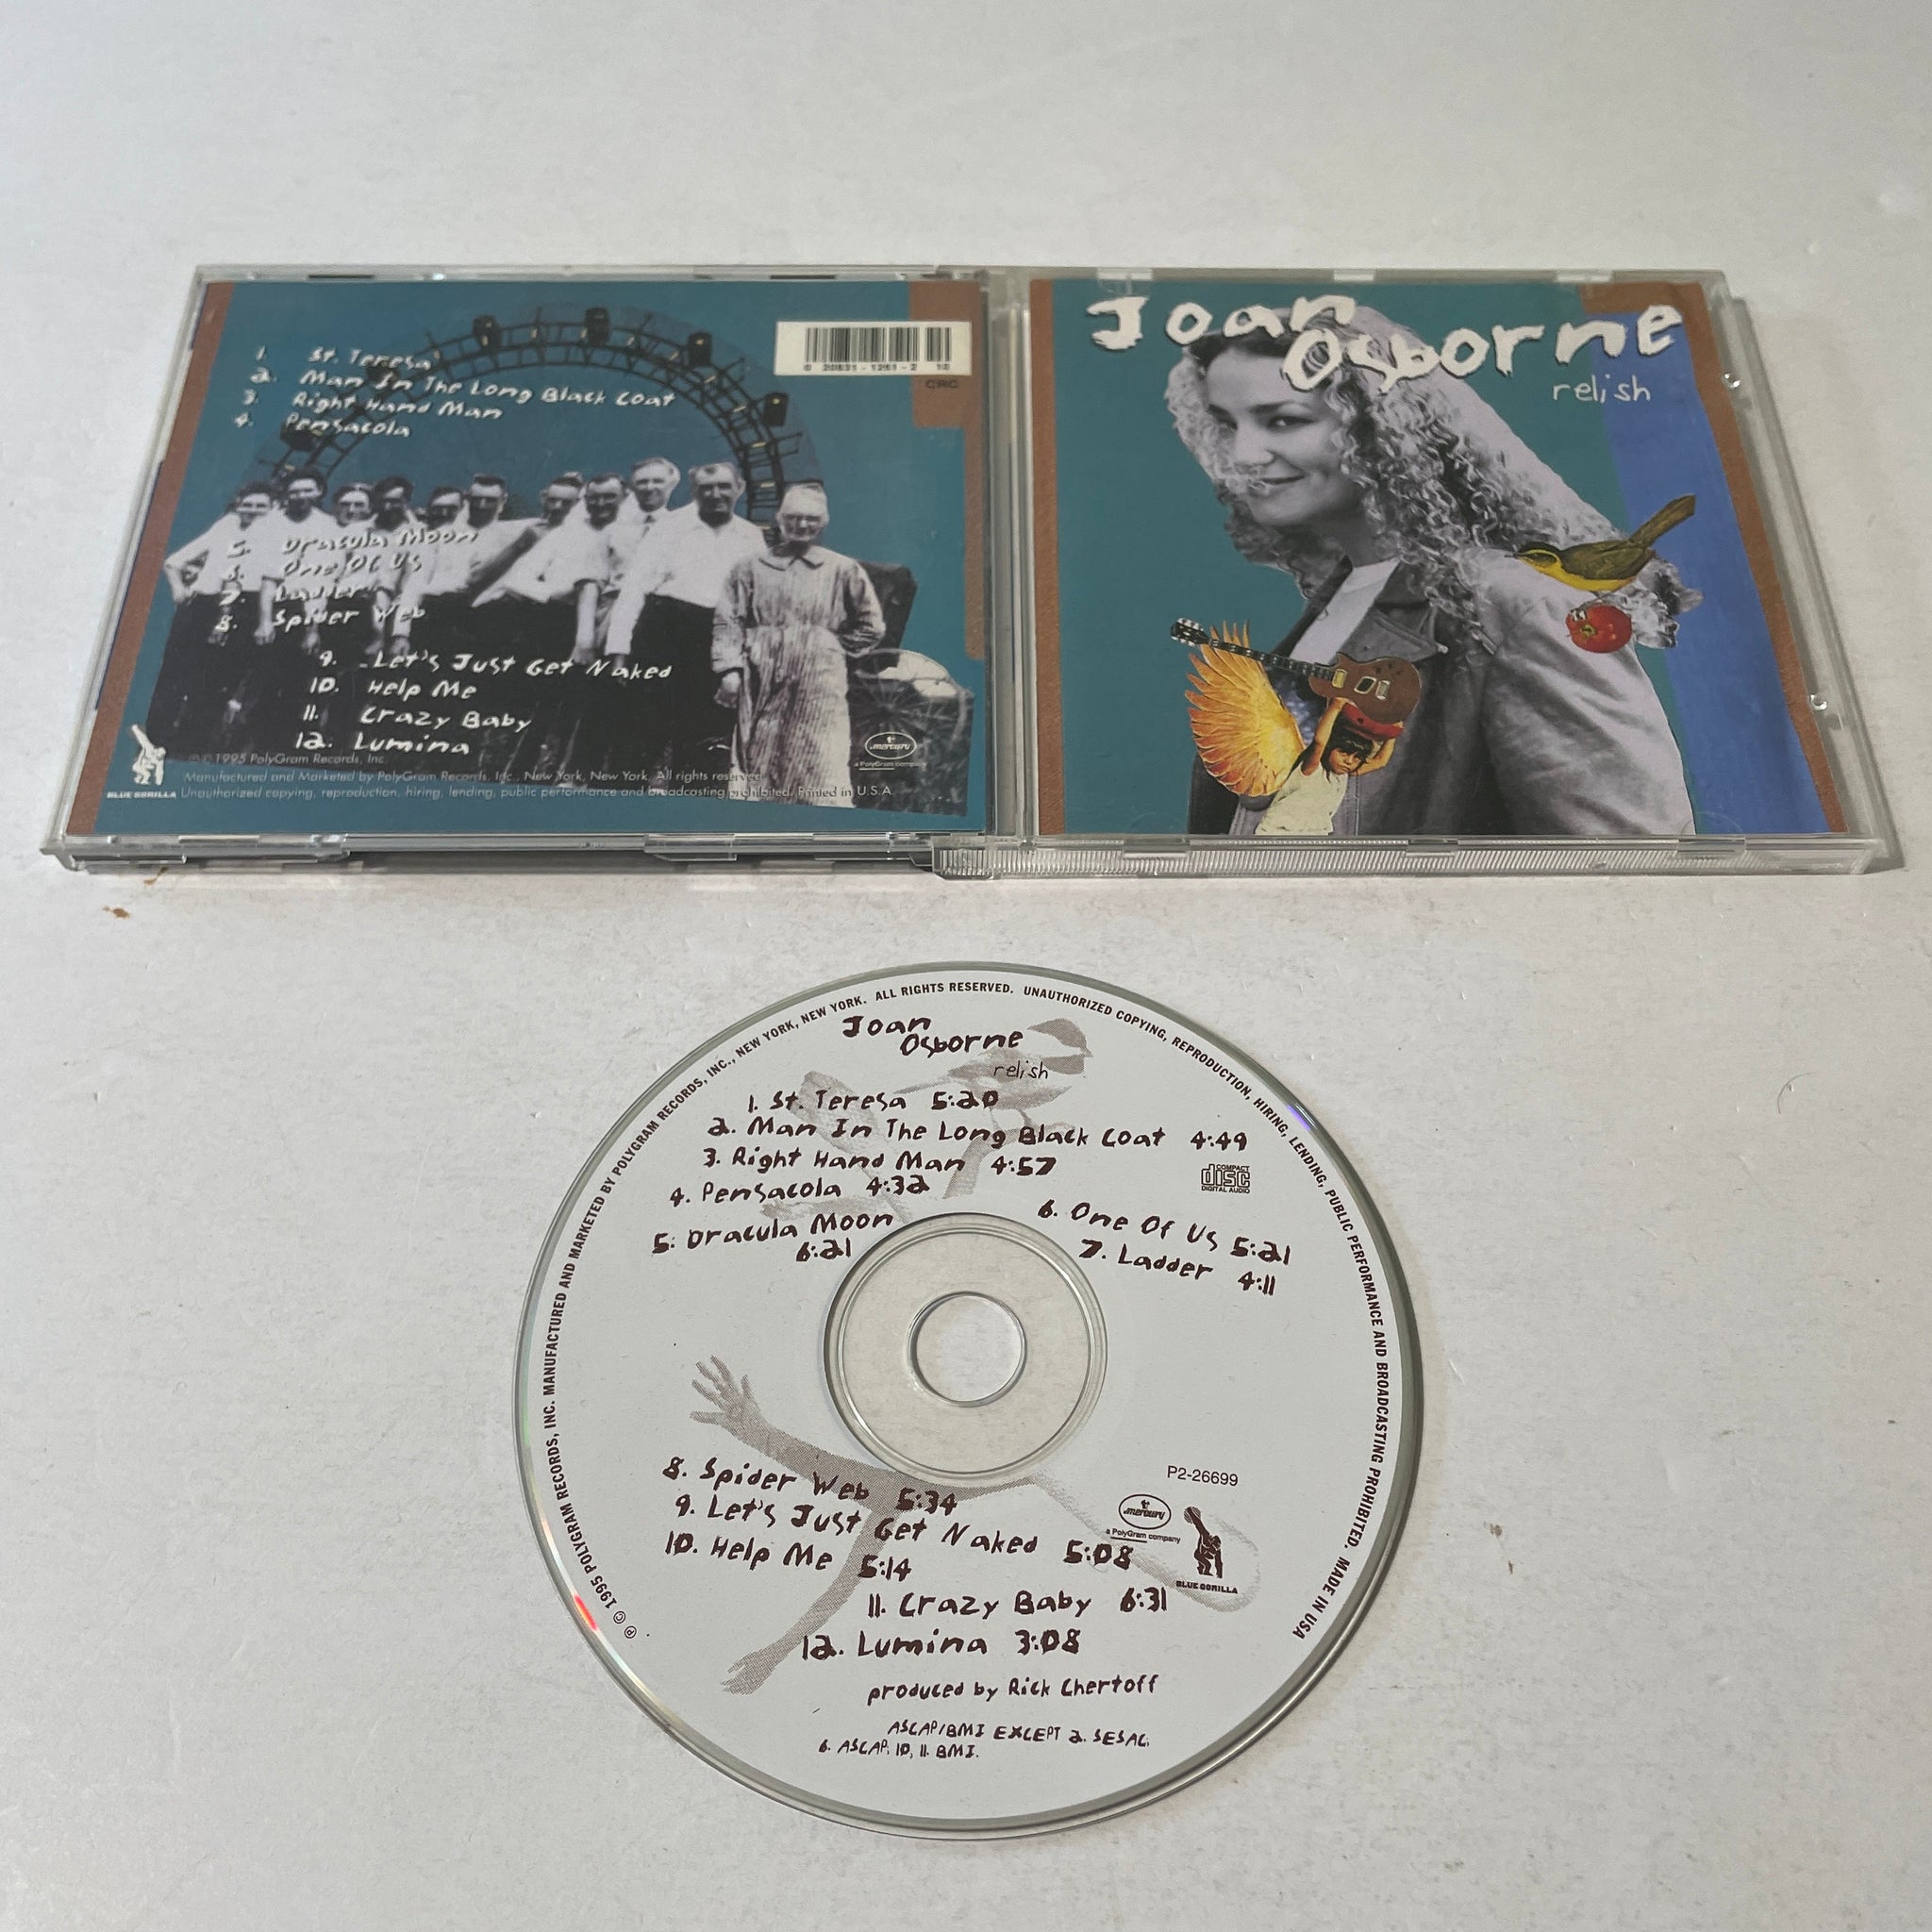 1. St. Teresa
2. Man In The Long Black Coat
3. Right Hand Man
4. Pensacola
5. Dracula Moon
6. One Of Us
7. Ladder
8. Spider Web
9. Let's Just Get Naked
10. Help Me
11. Crazy Baby
12. Lumina
CRC
℗© 1995 PolyGram Records, Inc.
Manufactured and Marketed by PolyGram Records, Inc., New York, New York. All rights reserved.
Unauthorized copying, reproduction, hiring, lending, public performance and broadcasting prohibited. Printed in U.S.A.
BLUE GORILLA
mercury
a PolyGram company
Joan
Osborne
relish
℗© 1995 POLYGRAM RECORDS, INC. MANUFACTURED AND MARKETED BY POLYGRAM RECORDS, INC., NEW YORK, NEW YORK. ALL RIGHTS RESERVED. UNAUTHORIZED COPYING, REPRODUCTION, HIRING, LENDING, PUBLIC PERFORMANCE AND BROADCASTING PROHIBITED. MADE IN USA
Joan
Osborne
relish
1. St. Teresa 5:20
2. Man In The Long Black Coat 4:49
3. Right Hand Man 4:57
4. Pensacola 4:32
5. Dracula Moon
6:21
6. One Of Us 5:21
7. Ladder 4:11
COMPACT
disc
DIGITAL AUDIO
8. Spider Web 5:34
9. Let's Just Get Naked 5:08
10. Help Me 5:14
11. Crazy Baby 6:31
12. Lumina 3:08
P2-26699
mercury
a PolyGram company
BLUE GORILLA
produced by Rick Chertoff
ASCAP/BMI EXCEPT 2. SESAC.
6. ASCAP. 10, 11. BMI.